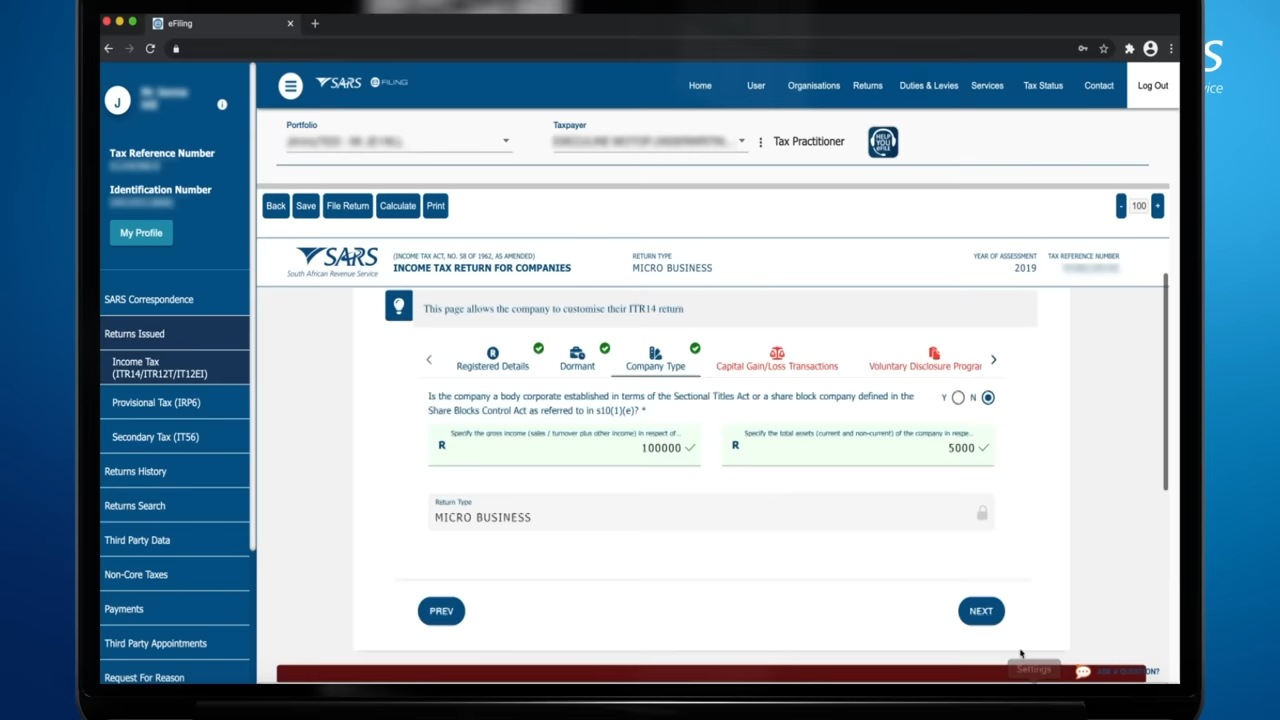 eFiling
S
vice
J
SARS eFILING
Home
User
Organisations
Returns
Duties & Levies
Services
Tax Status
Contact
Log Out
Portfolio
Taxpayer
Tax Practitioner
HELP YOU eFILE
Tax Reference Number
Identification Number
My Profile
Back
Save
File Return
Calculate
Print
-
100
+
SARS
South African Revenue Service
(INCOME TAX ACT, NO. 58 OF 1962, AS AMENDED)
INCOME TAX RETURN FOR COMPANIES
RETURN TYPE
MICRO BUSINESS
YEAR OF ASSESSMENT
2019
TAX REFERENCE NUMBER
SARS Correspondence
Returns Issued
Income Tax
(ITR14/ITR12T/IT12EI)
Provisional Tax (IRP6)
Secondary Tax (IT56)
Returns History
Returns Search
Third Party Data
Non-Core Taxes
Payments
Third Party Appointments
Request For Reason
This page allows the company to customise their ITR14 return
Registered Details
Dormant
Company Type
Capital Gain/Loss Transactions
Voluntary Disclosure Progran
Is the company a body corporate established in terms of the Sectional Titles Act or a share block company defined in the
Share Blocks Control Act as referred to in s10(1)(e)? *
Y
N
Specify the gross income (sales / turnover plus other income) in respect of...
R
100000
Specify the total assets (current and non-current) of the company in respe...
R
5000
Return Type
MICRO BUSINESS
PREV
NEXT
Settings
ASK A QUESTION?